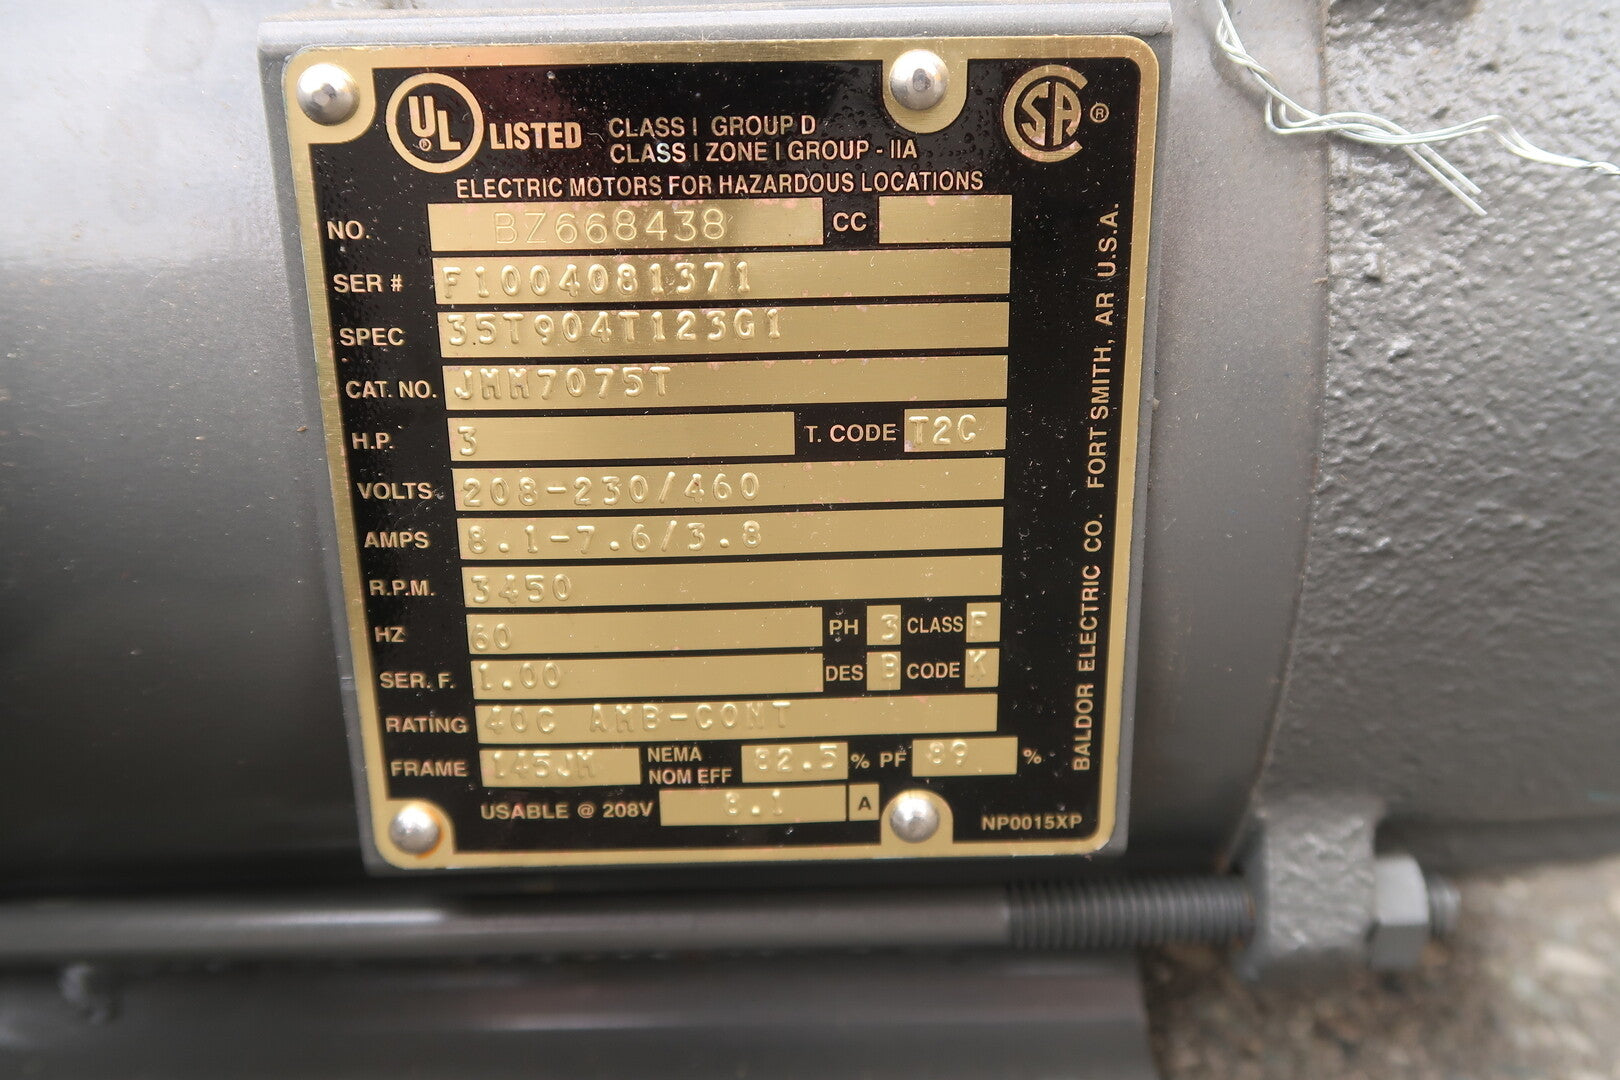 UL LISTED CLASS I GROUP D
CLASS I ZONE I GROUP - IIA
SA ®
ELECTRIC MOTORS FOR HAZARDOUS LOCATIONS
NO. BZ668438 CC
SER # F1004081371
SPEC 35T904T123G1
CAT. NO. JMM7075T
H.P. 3 T. CODE T2C
VOLTS 208-230/460
AMPS 8.1-7.6/3.8
R.P.M. 3450
HZ 60 PH 3 CLASS F
SER. F. 1.00 DES B CODE K
RATING 40C AMB-CONT
FRAME 145JM NEMA NOM EFF 82.5 % PF 89 %
USABLE @ 208V 8.1 A
NP0015XP
BALDOR ELECTRIC CO. FORT SMITH, AR U.S.A.